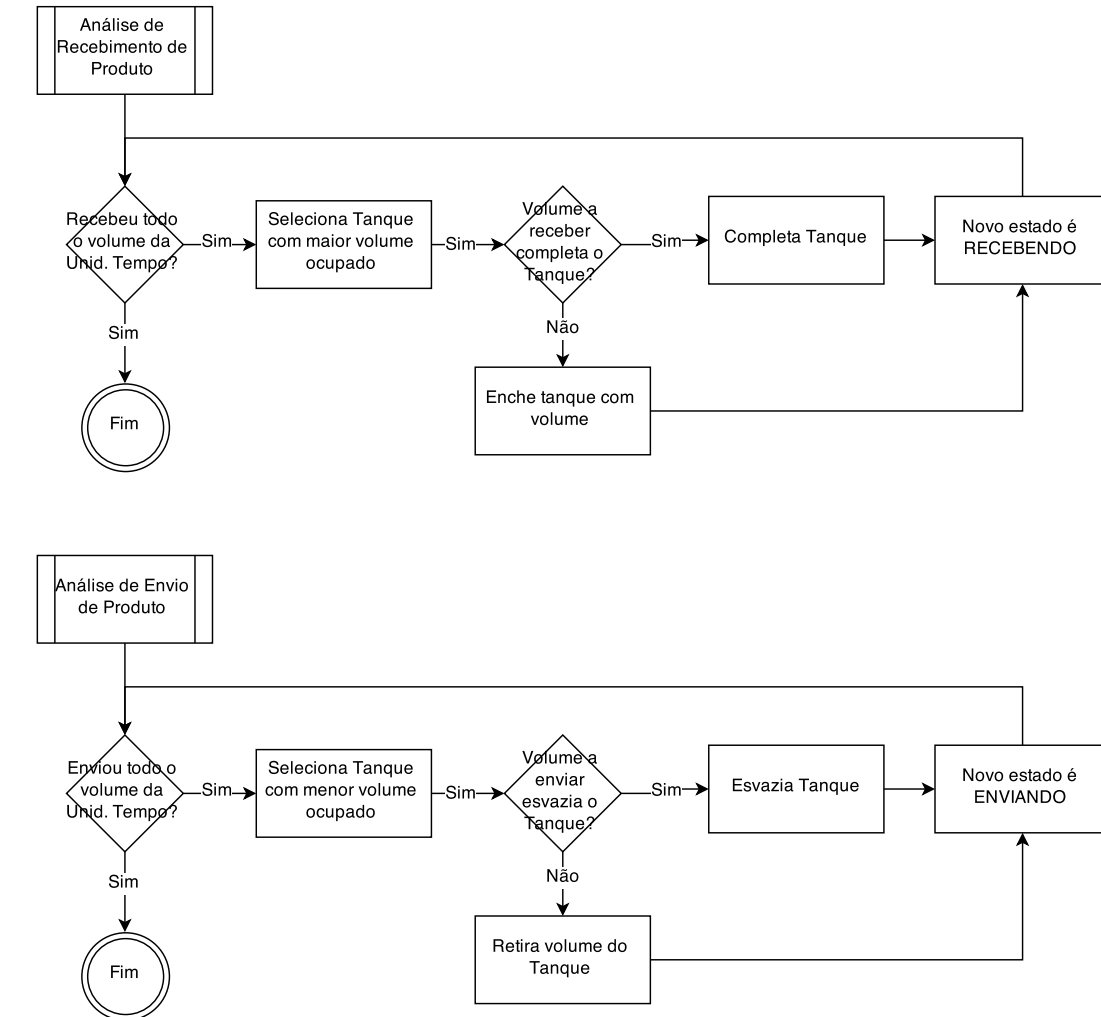 Análise de
Recebimento de
Produto
Recebeu todo
o volume da
Unid. Tempo?
Sim
Seleciona Tanque
com maior volume
ocupado
Sim
Volume a
receber
completa o
Tanque?
Sim
Completa Tanque
Novo estado é
RECEBENDO
Sim
Não
Fim
Enche tanque com
volume
Análise de Envio
de Produto
Enviou todo o
volume da
Unid. Tempo?
Sim
Seleciona Tanque
com menor volume
ocupado
Sim
Volume a
enviar
esvazia o
Tanque?
Sim
Esvazia Tanque
Novo estado é
ENVIANDO
Sim
Não
Fim
Retira volume do
Tanque